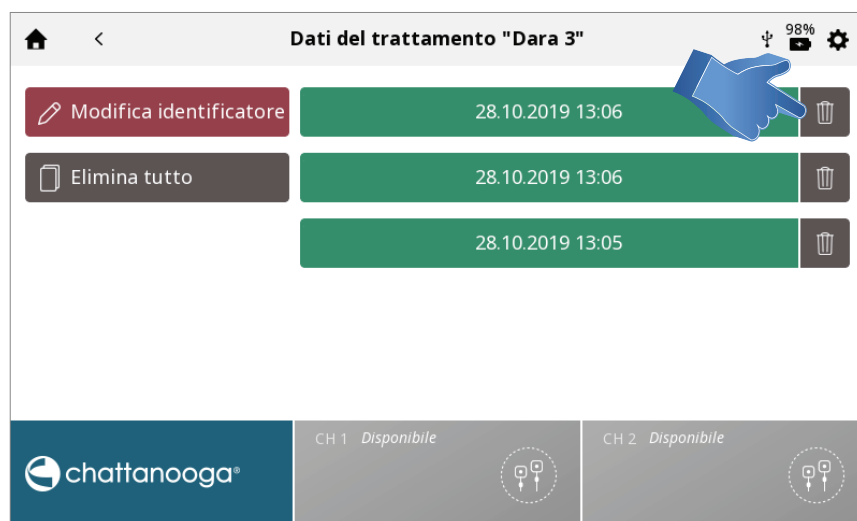 Dati del trattamento "Dara 3"
98%
Modifica identificatore
28.10.2019 13:06
Elimina tutto
28.10.2019 13:06
28.10.2019 13:05
chattanooga®
CH 1 Disponibile
CH 2 Disponibile